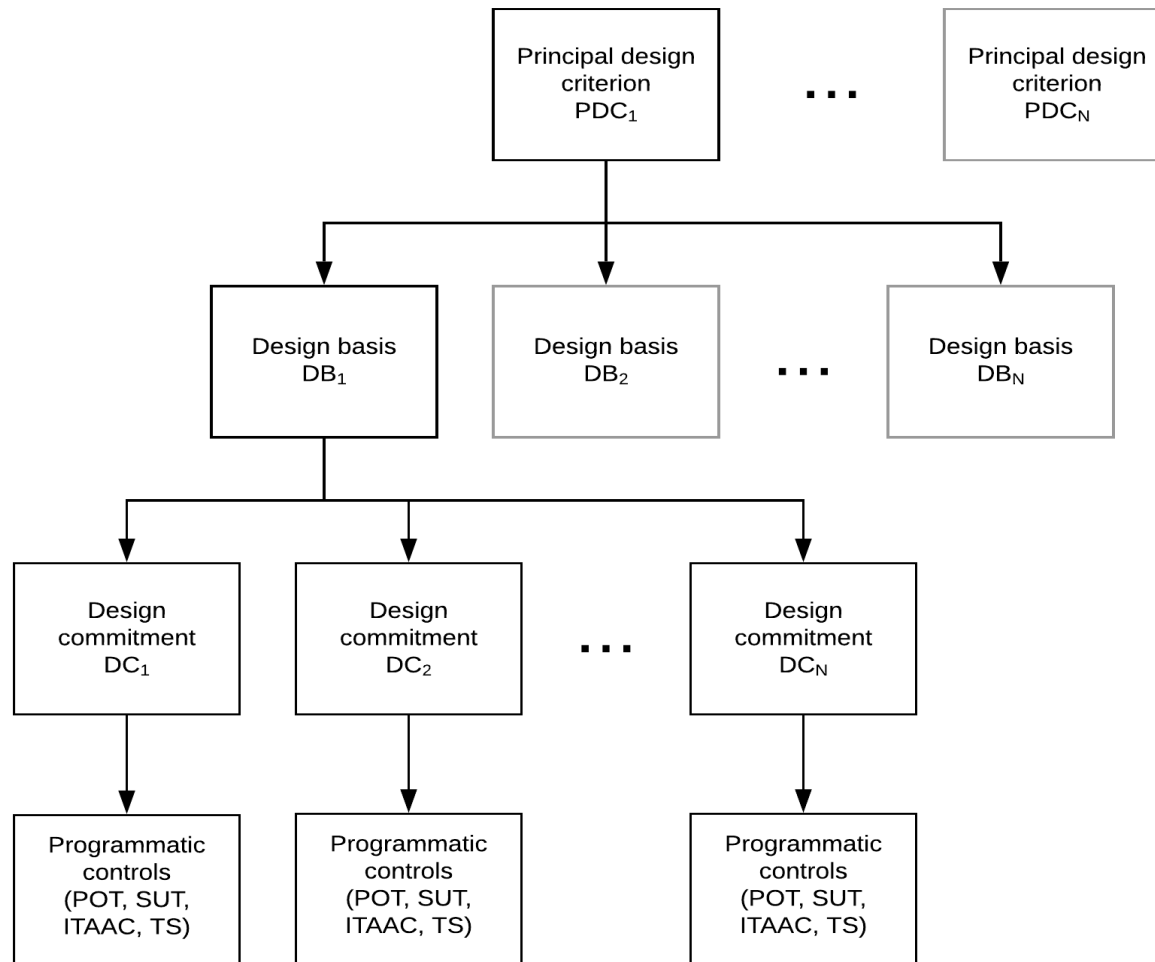 Principal design
criterion
PDC₁
...
Principal design
criterion
PDC_N
Design basis
DB₁
Design basis
DB₂
...
Design basis
DB_N
Design
commitment
DC₁
Design
commitment
DC₂
...
Design
commitment
DC_N
Programmatic
controls
(POT, SUT,
ITAAC, TS)
Programmatic
controls
(POT, SUT,
ITAAC, TS)
Programmatic
controls
(POT, SUT,
ITAAC, TS)